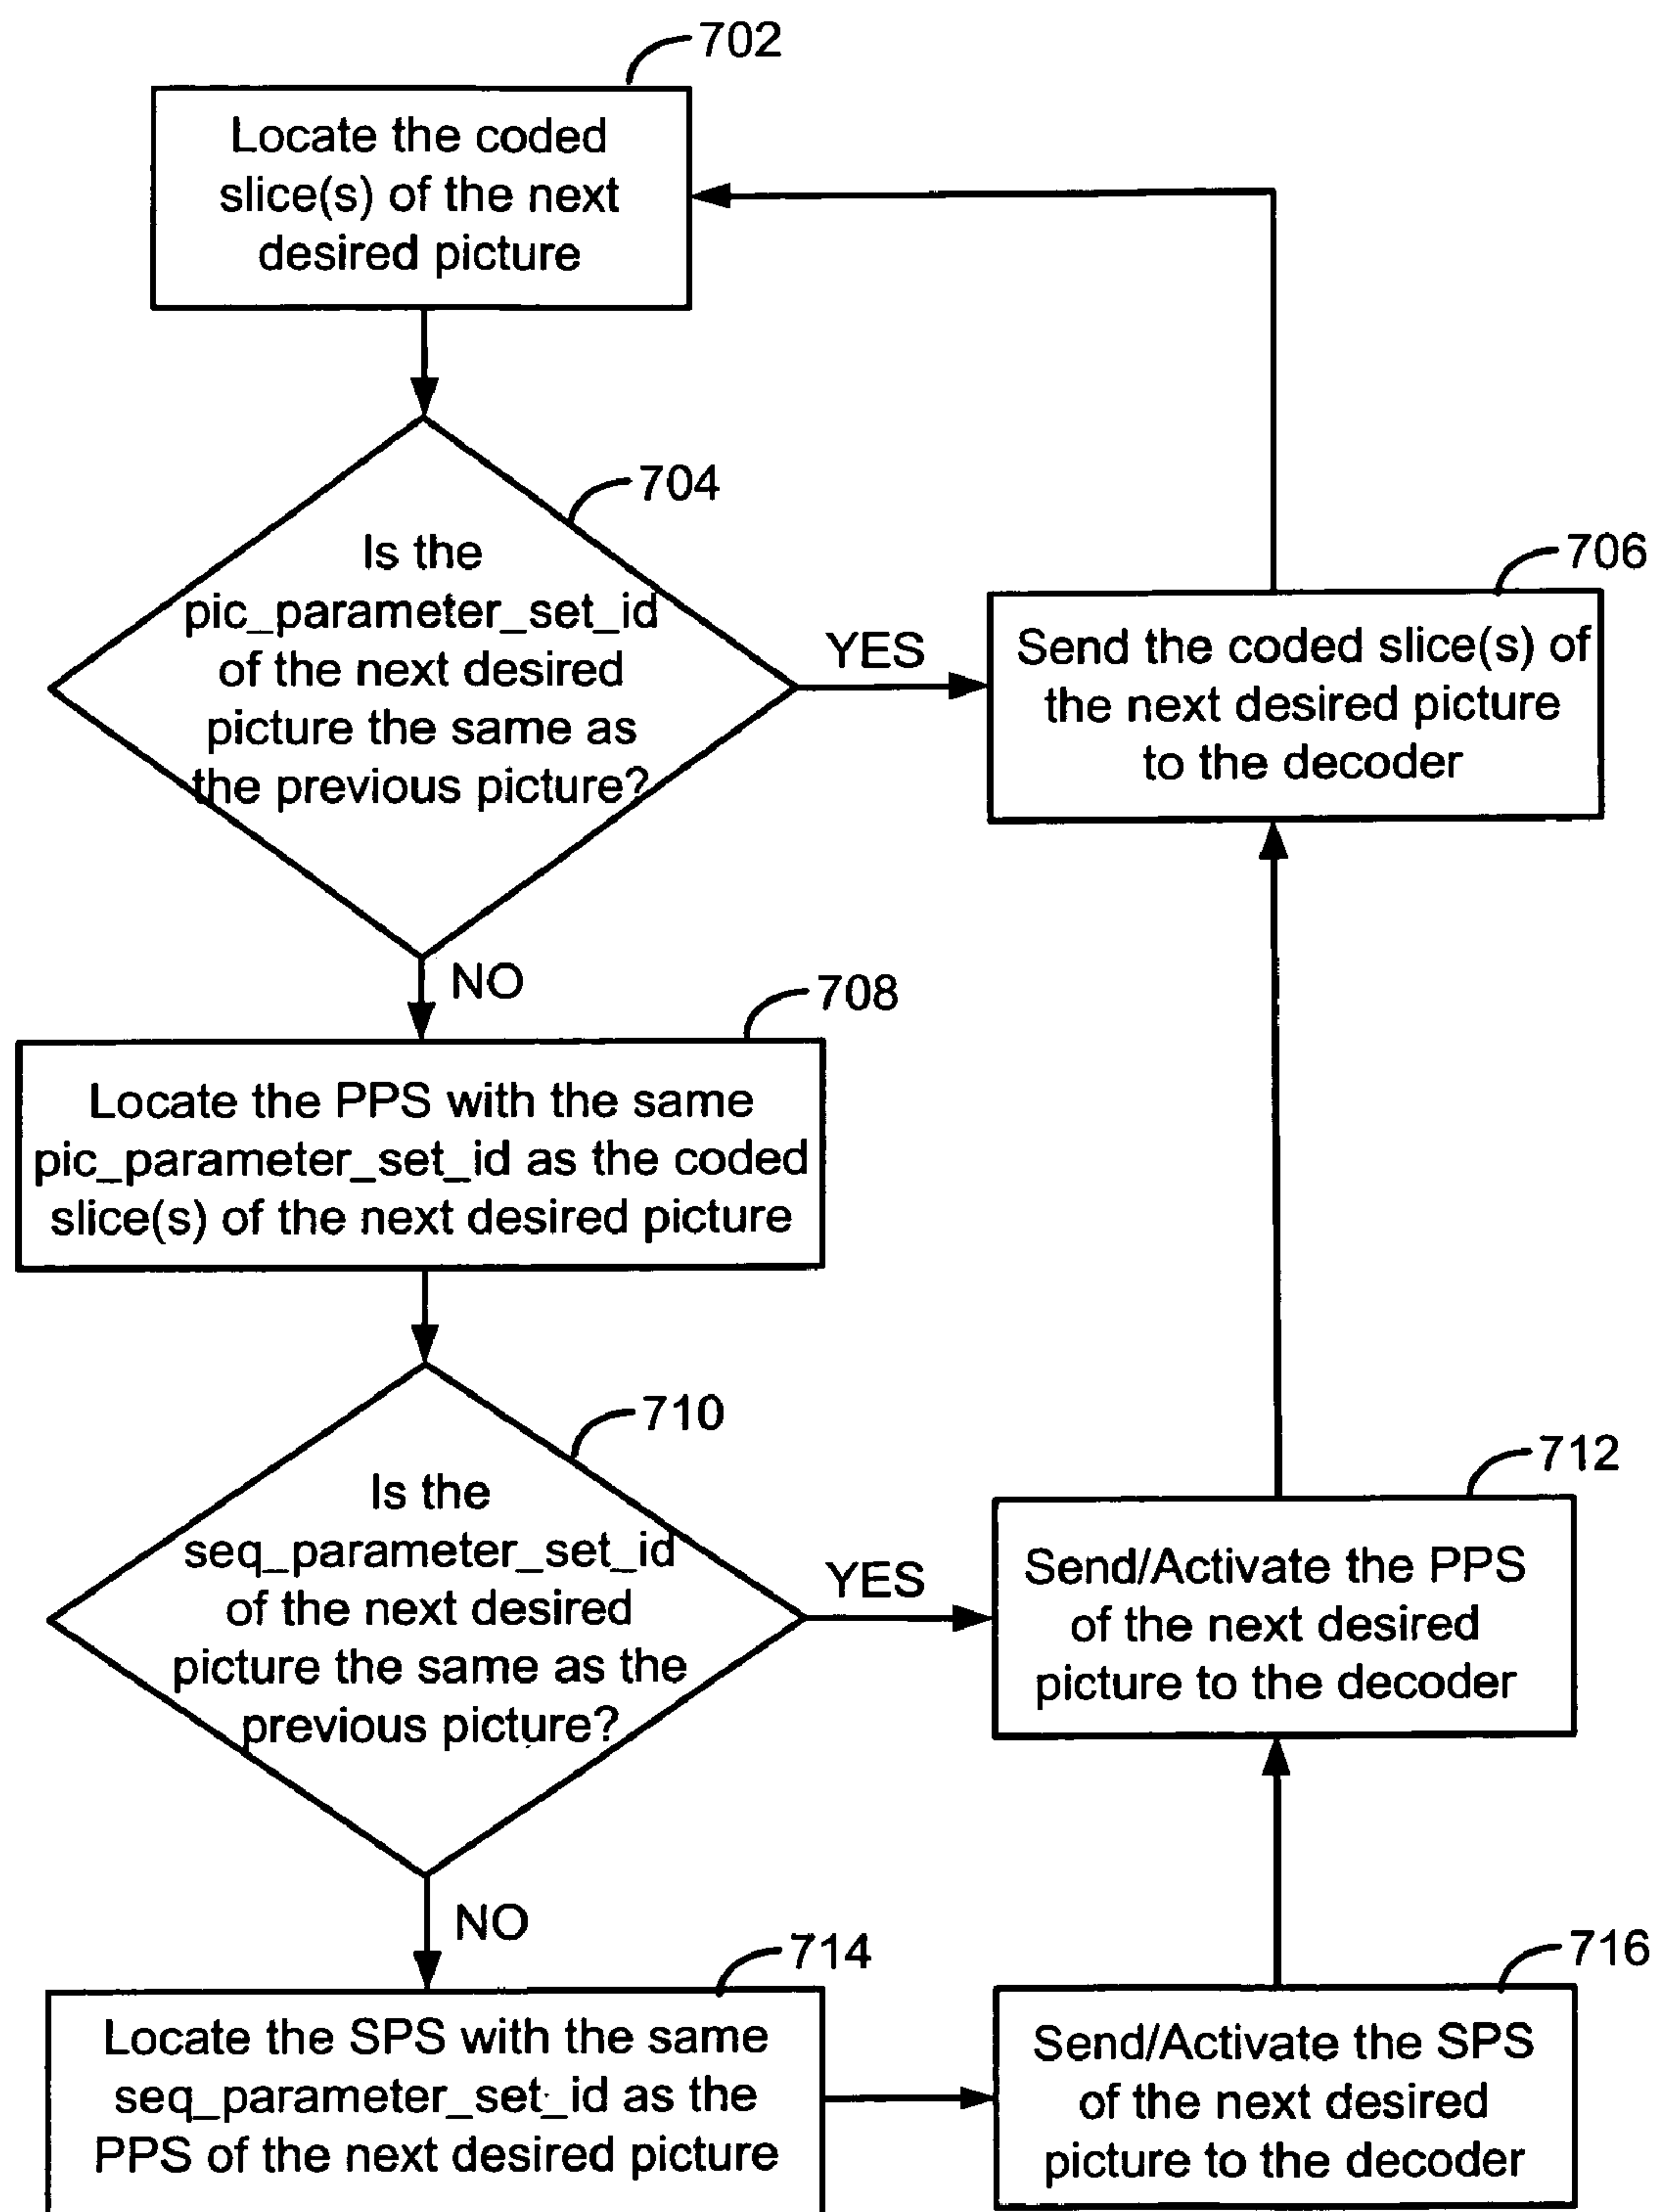 702
Locate the coded
slice(s) of the next
desired picture
704
Is the
pic_parameter_set_id
of the next desired
picture the same as
the previous picture?
YES
706
Send the coded slice(s) of
the next desired picture
to the decoder
NO
708
Locate the PPS with the same
pic_parameter_set_id as the coded
slice(s) of the next desired picture
710
Is the
seq_parameter_set_id
of the next desired
picture the same as the
previous picture?
YES
712
Send/Activate the PPS
of the next desired
picture to the decoder
NO
714
Locate the SPS with the same
seq_parameter_set_id as the
PPS of the next desired picture
716
Send/Activate the SPS
of the next desired
picture to the decoder